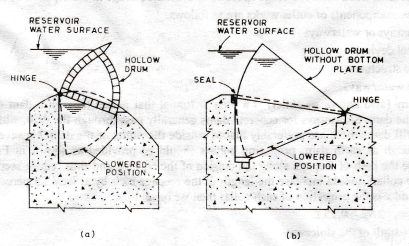 RESERVOIR
WATER SURFACE
HOLLOW
DRUM
HINGE
LOWERED-
POSITION
(a)
RESERVOIR
WATER SURFACE
HOLLOW DRUM
WITHOUT BOTTOM
PLATE
SEAL
HINGE
LOWERED
POSITION
(b)